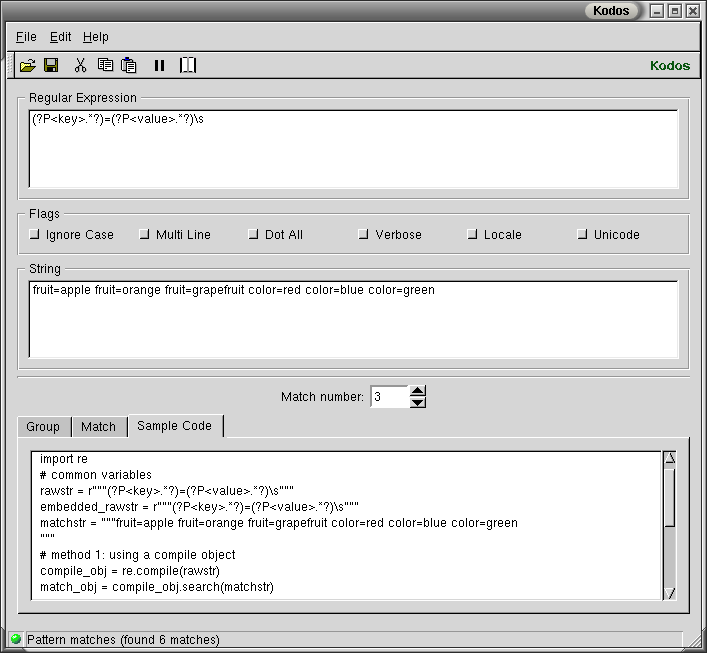 Kodos
File Edit Help
Kodos
Regular Expression
(?P<key>.*?)=(?P<value>.*?)\s
Flags
Ignore Case Multi Line Dot All Verbose Locale Unicode
String
fruit=apple fruit=orange fruit=grapefruit color=red color=blue color=green
Match number: 3
Group Match Sample Code
import re
# common variables
rawstr = r"""(?P<key>.*?)=(?P<value>.*?)\s"""
embedded_rawstr = r"""(?P<key>.*?)=(?P<value>.*?)\s"""
matchstr = """fruit=apple fruit=orange fruit=grapefruit color=red color=blue color=green
"""
# method 1: using a compile object
compile_obj = re.compile(rawstr)
match_obj = compile_obj.search(matchstr)
Pattern matches (found 6 matches)